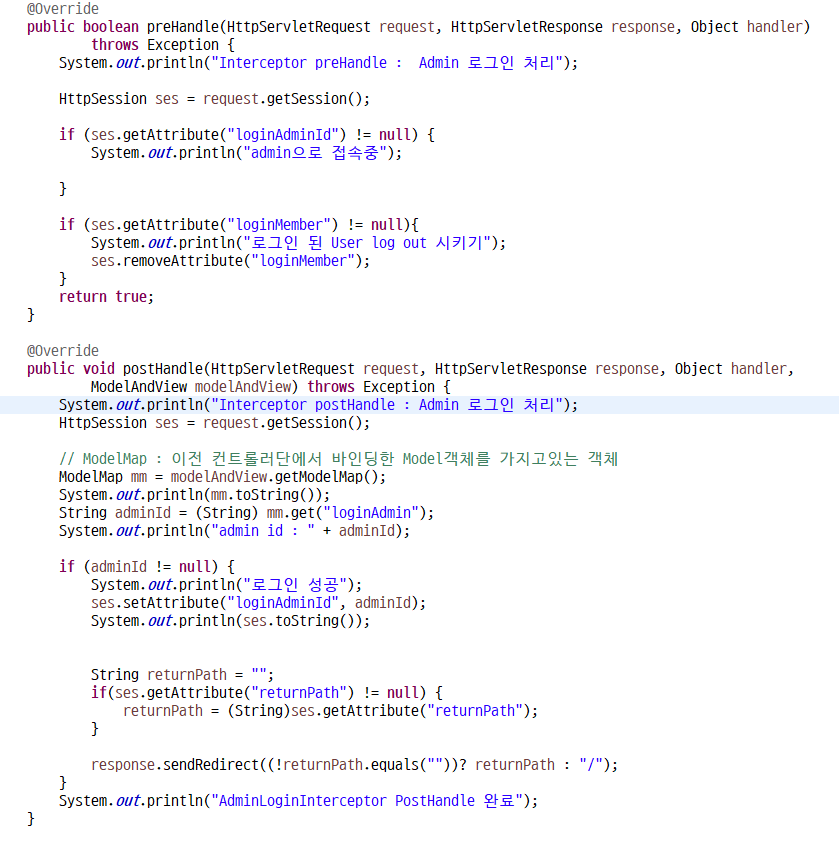 @Override
public boolean preHandle(HttpServletRequest request, HttpServletResponse response, Object handler)
throws Exception {
System.out.println("Interceptor preHandle :  Admin 로그인 처리");
HttpSession ses = request.getSession();
if (ses.getAttribute("loginAdminId") != null) {
System.out.println("admin으로 접속중");
}
if (ses.getAttribute("loginMember") != null){
System.out.println("로그인 된 User log out 시키기");
ses.removeAttribute("loginMember");
}
return true;
}
@Override
public void postHandle(HttpServletRequest request, HttpServletResponse response, Object handler,
ModelAndView modelAndView) throws Exception {
System.out.println("Interceptor postHandle : Admin 로그인 처리");
HttpSession ses = request.getSession();
// ModelMap : 이전 컨트롤러단에서 바인딩한 Model객체를 가지고있는 객체
ModelMap mm = modelAndView.getModelMap();
System.out.println(mm.toString());
String adminId = (String) mm.get("loginAdmin");
System.out.println("admin id : " + adminId);
if (adminId != null) {
System.out.println("로그인 성공");
ses.setAttribute("loginAdminId", adminId);
System.out.println(ses.toString());
String returnPath = "";
if(ses.getAttribute("returnPath") != null) {
returnPath = (String)ses.getAttribute("returnPath");
}
response.sendRedirect((!returnPath.equals(""))? returnPath : "/");
}
System.out.println("AdminLoginInterceptor PostHandle 완료");
}